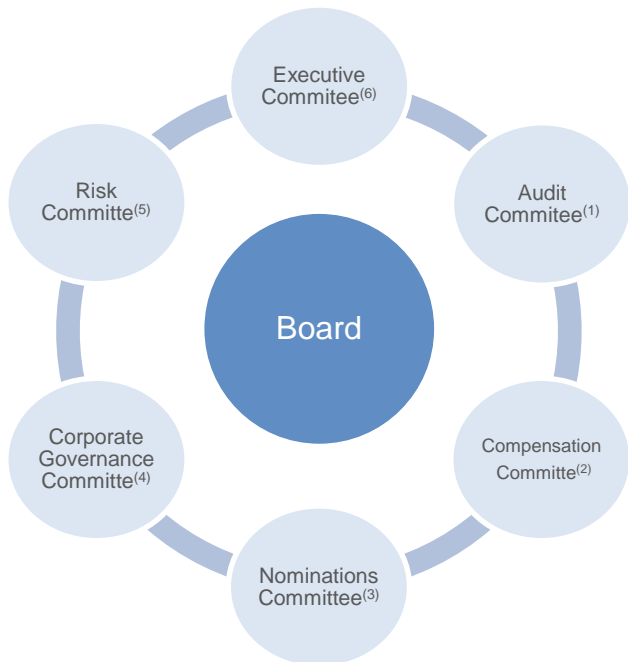 Executive
Commitee(6)
Risk
Committe(5)
Audit
Commitee(1)
Board
Corporate
Governance
Committe(4)
Compensation
Committe(2)
Nominations
Committee(3)